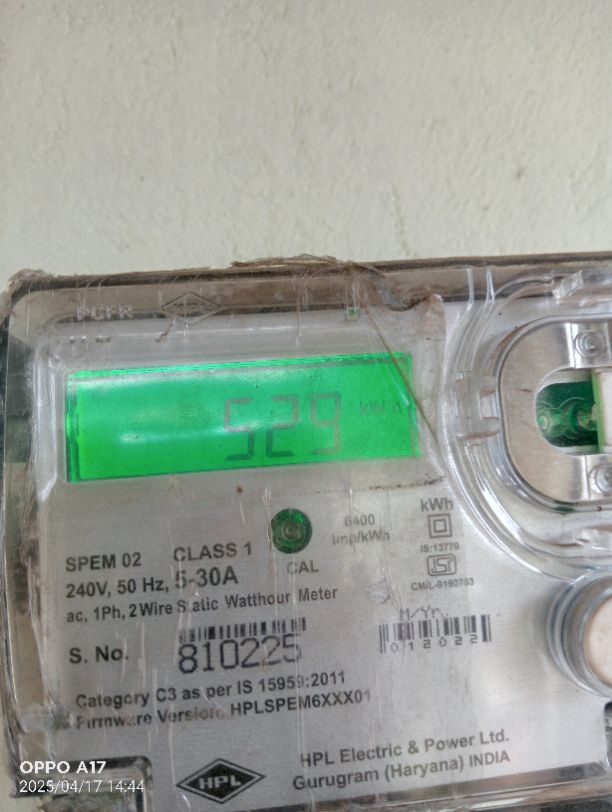 529 kWh
6400
imp/kWh
kWh
IS:13779
CM/L-9190783
SPEM 02 CLASS 1
CAL
240V, 50 Hz, 5-30A
ac, 1Ph, 2Wire Static Watthour Meter
M/Yr.
012022
S. No. 810225
Category C3 as per IS 15959:2011
Firmware Version: HPLSPEM6XXX01
HPL
HPL Electric & Power Ltd.
Gurugram (Haryana) INDIA
OPPO A17
2025/04/17 14:44